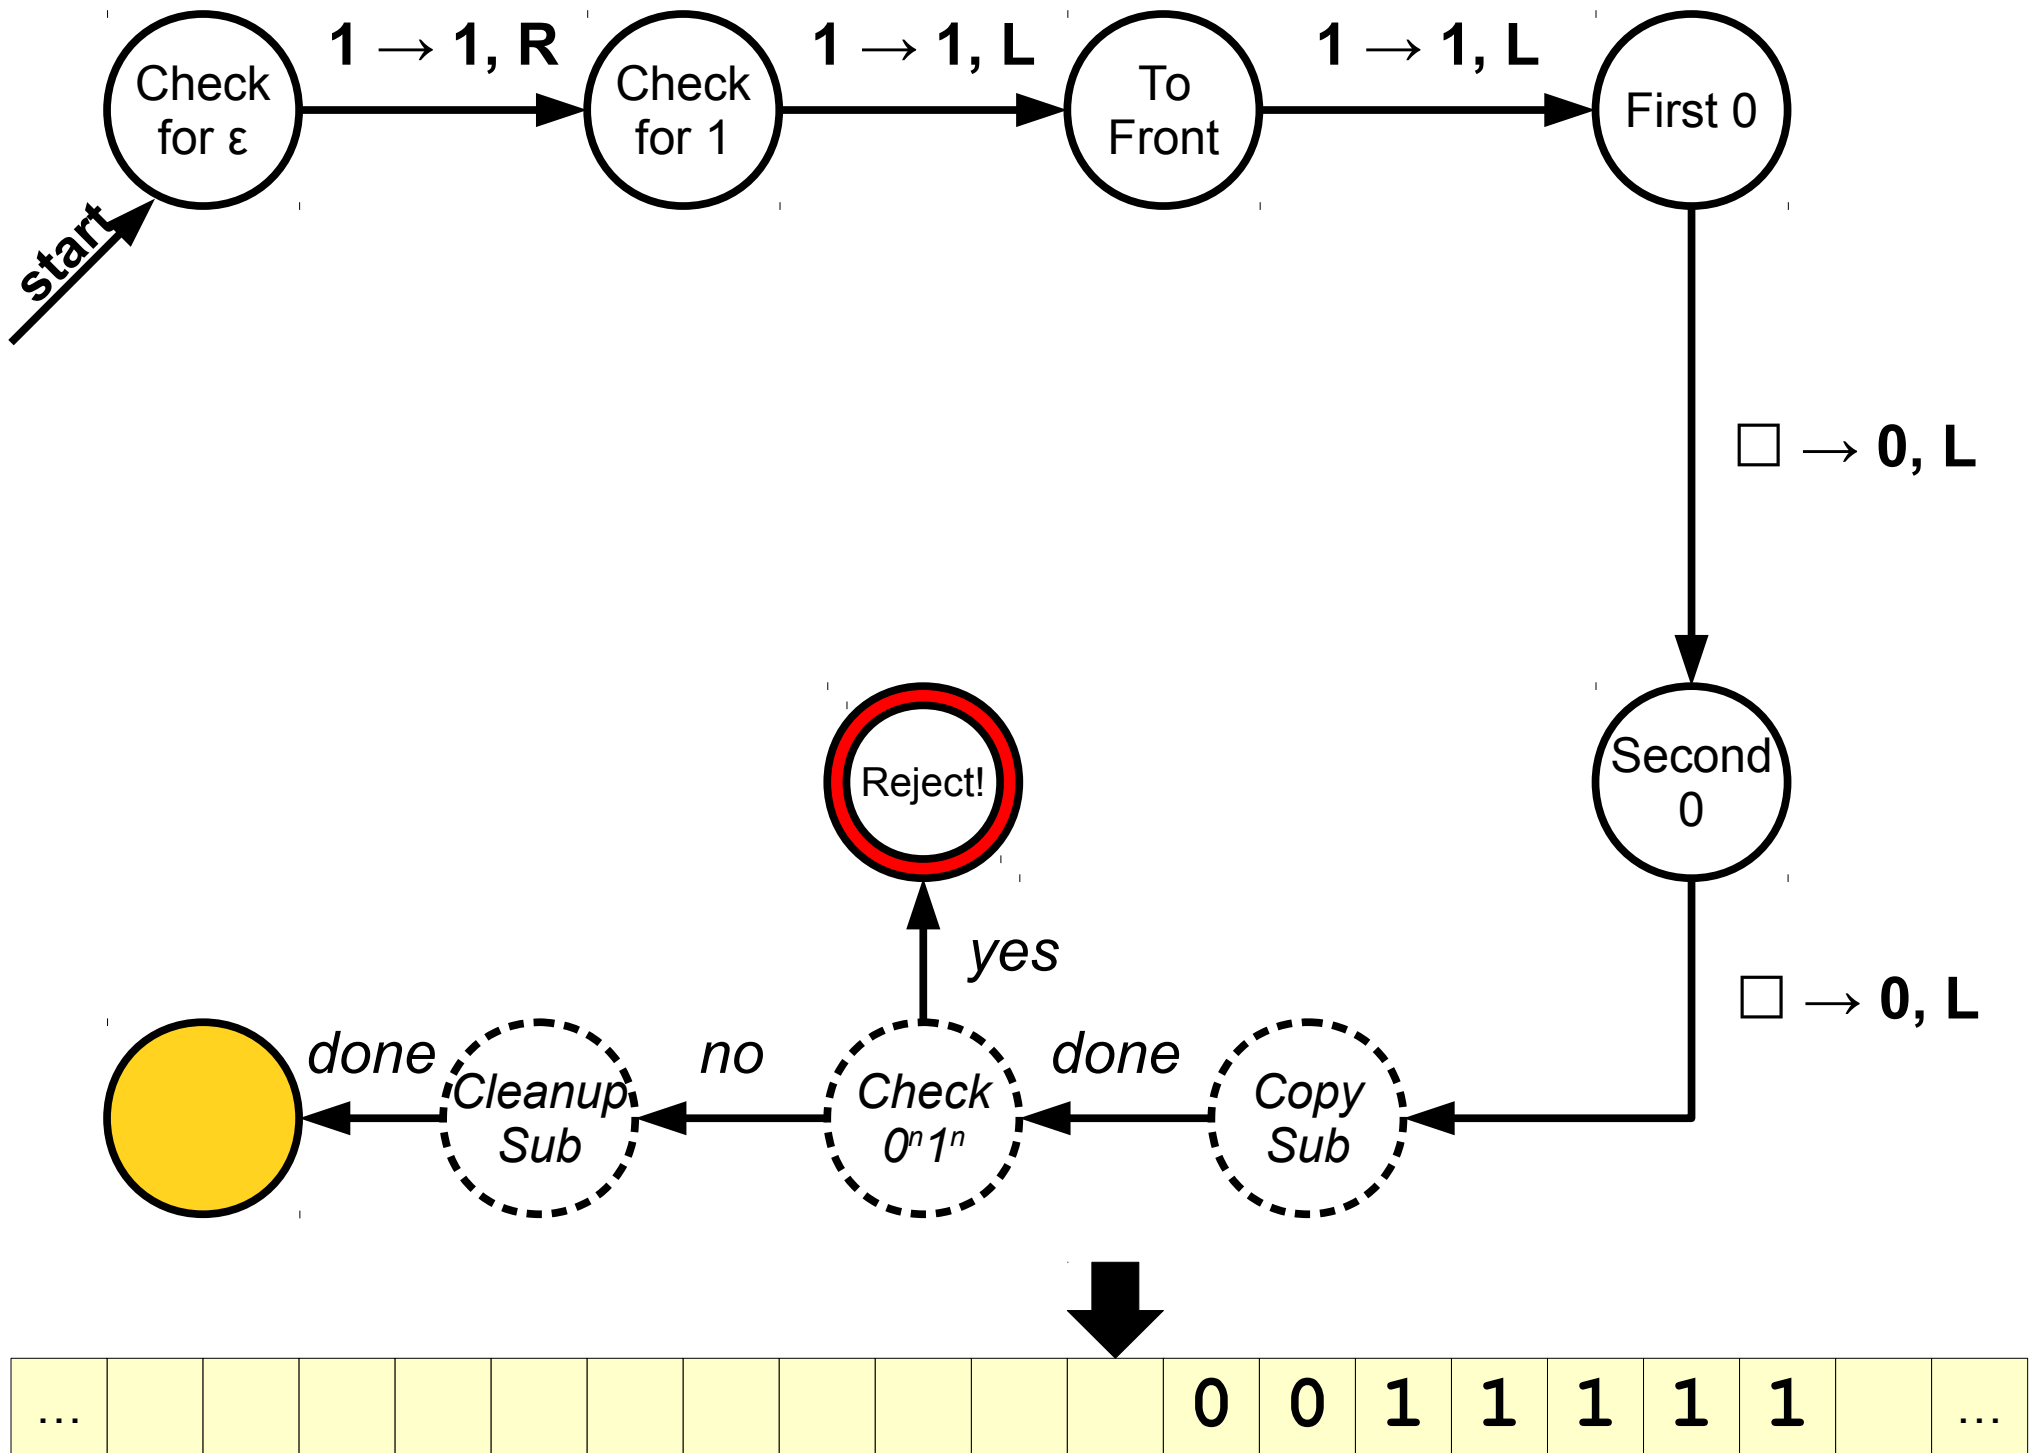 1 → 1, R
1 → 1, L
1 → 1, L
Check
for ε
Check
for 1
To
Front
First 0
start
□ → 0, L
Second
0
Reject!
yes
□ → 0, L
done
Cleanup
Sub
no
Check
0ⁿ1ⁿ
done
Copy
Sub
... 0 0 1 1 1 1 1 ...